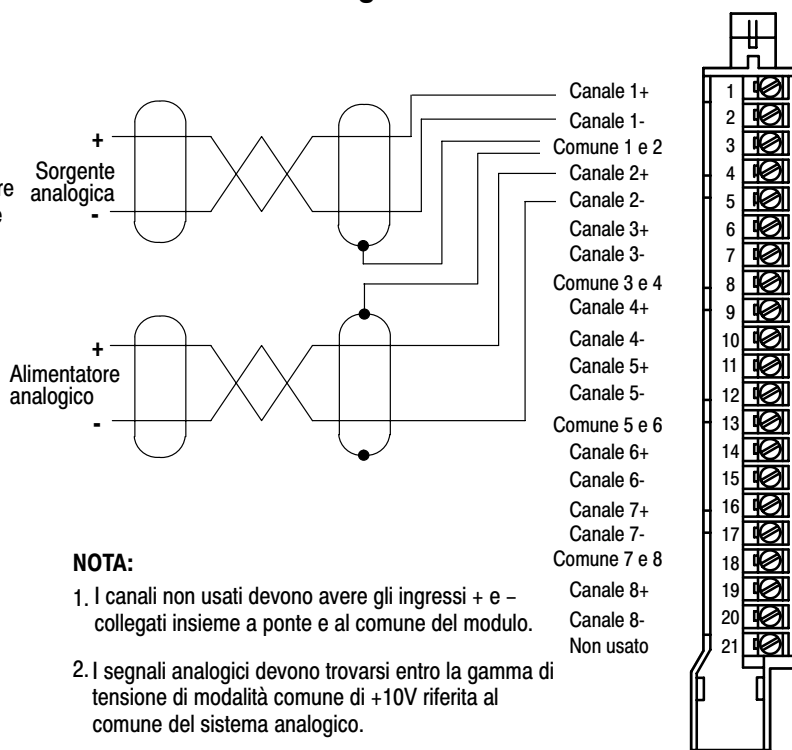 g
+
Sorgente
analogica
-
re
e
+
Alimentatore
analogico
-
Canale 1+
Canale 1-
Comune 1 e 2
Canale 2+
Canale 2-
Canale 3+
Canale 3-
Comune 3 e 4
Canale 4+
Canale 4-
Canale 5+
Canale 5-
Comune 5 e 6
Canale 6+
Canale 6-
Canale 7+
Canale 7-
Comune 7 e 8
Canale 8+
Canale 8-
Non usato
1
2
3
4
5
6
7
8
9
10
11
12
13
14
15
16
17
18
19
20
21
NOTA:
1. I canali non usati devono avere gli ingressi + e –
collegati insieme a ponte e al comune del modulo.
2. I segnali analogici devono trovarsi entro la gamma di
tensione di modalità comune di +10V riferita al
comune del sistema analogico.